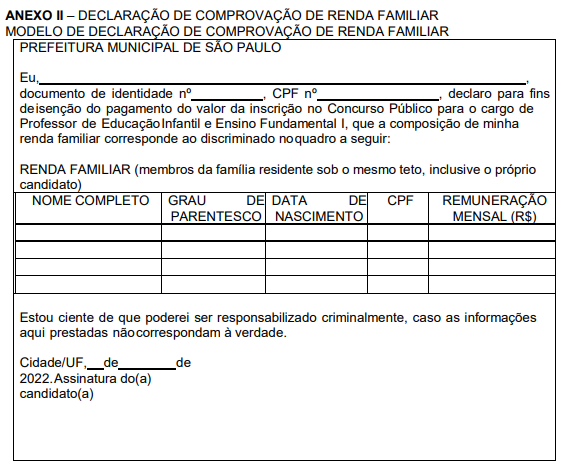 ANEXO II – DECLARAÇÃO DE COMPROVAÇÃO DE RENDA FAMILIAR
MODELO DE DECLARAÇÃO DE COMPROVAÇÃO DE RENDA FAMILIAR
PREFEITURA MUNICIPAL DE SÃO PAULO
Eu,__________,
documento de identidade nº__________, CPF nº__________, declaro para fins
deisenção do pagamento do valor da inscrição no Concurso Público para o cargo de
Professor de EducaçãoInfantil e Ensino Fundamental I, que a composição de minha
renda familiar corresponde ao discriminado noquadro a seguir:
RENDA FAMILIAR (membros da família residente sob o mesmo teto, inclusive o próprio
candidato)
NOME COMPLETO GRAU DE DATA DE CPF REMUNERAÇÃO
PARENTESCO NASCIMENTO MENSAL (R$)
Estou ciente de que poderei ser responsabilizado criminalmente, caso as informações
aqui prestadas nãocorrespondam à verdade.
Cidade/UF,__de________de
2022.Assinatura do(a)
candidato(a)